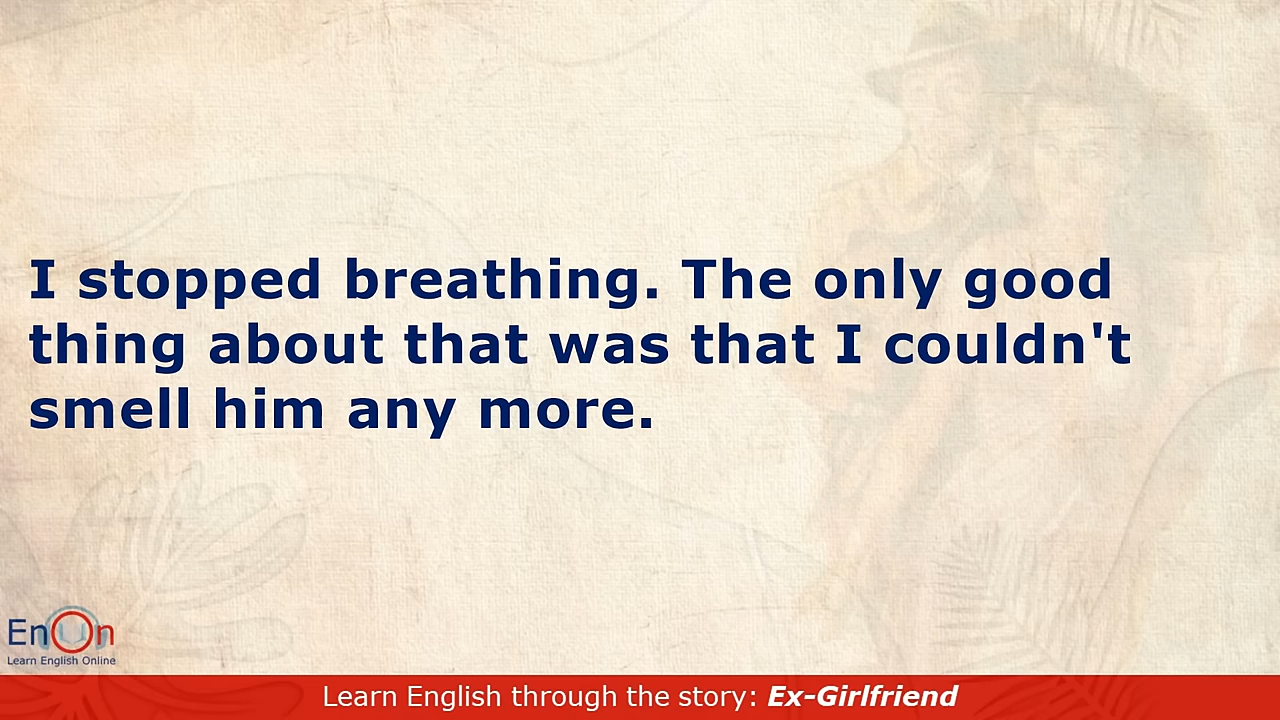 I stopped breathing. The only good
thing about that was that I couldn't
smell him any more.
EnOn
Learn English Online
Learn English through the story: Ex-Girlfriend